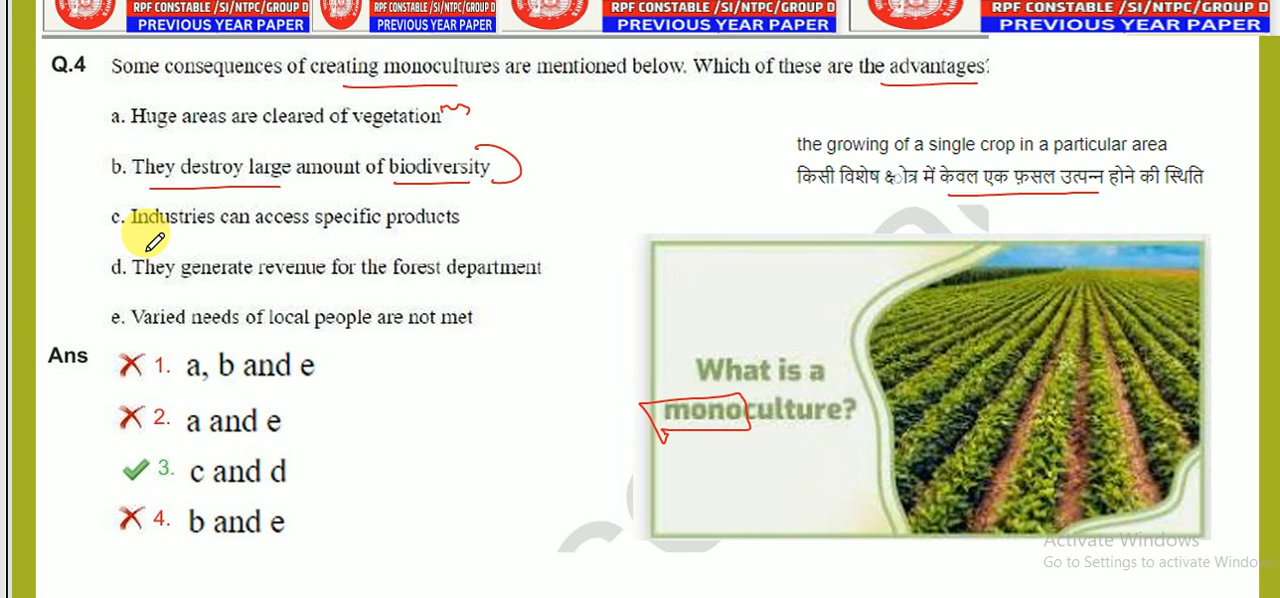 RPF CONSTABLE /SI/NTPC/GROUP D
PREVIOUS YEAR PAPER
RPF CONSTABLE /SI/NTPC/GROUP D
PREVIOUS YEAR PAPER
RPF CONSTABLE /SI/NTPC/GROUP D
PREVIOUS YEAR PAPER
RPF CONSTABLE /SI/NTPC/GROUP D
PREVIOUS YEAR PAPER
Q.4 Some consequences of creating monocultures are mentioned below. Which of these are the advantages?
a. Huge areas are cleared of vegetation
b. They destroy large amount of biodiversity
c. Industries can access specific products
d. They generate revenue for the forest department
e. Varied needs of local people are not met
the growing of a single crop in a particular area
किसी विशेष क्षेत्र में केवल एक फ़सल उत्पन्न होने की स्थिति
Ans
1. a, b and e
2. a and e
3. c and d
4. b and e
What is a
monoculture?
Activate Windows
Go to Settings to activate Windo